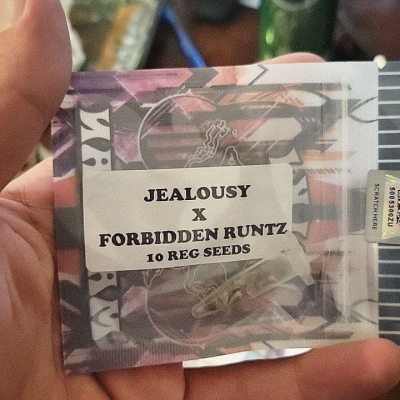 JEALOUSY
X
FORBIDDEN RUNTZ
10 REG SEEDS
SCRATCH HERE